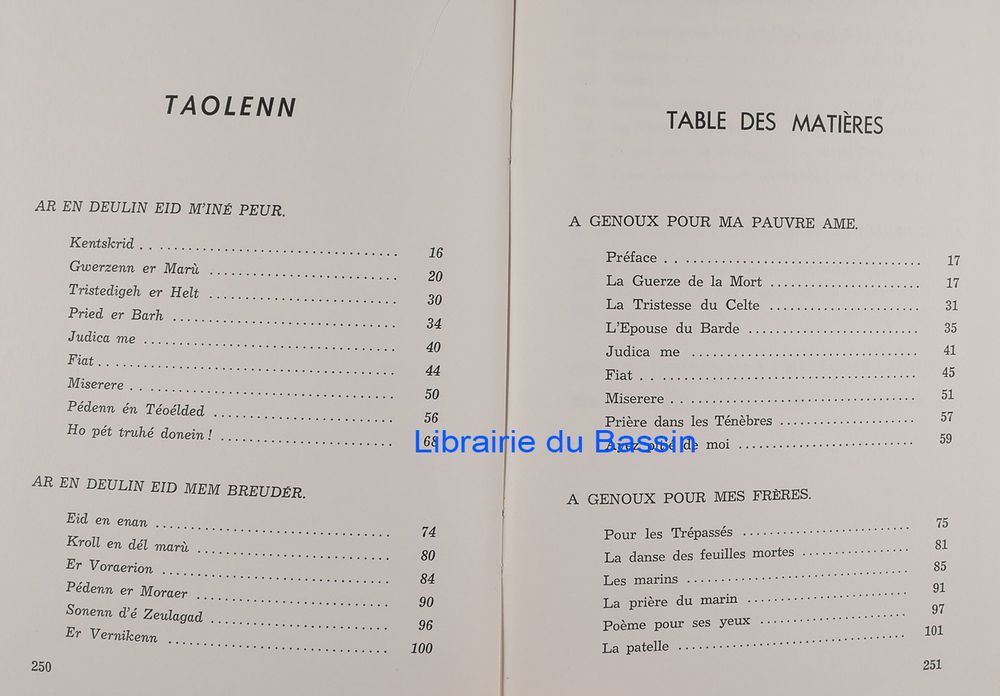 TAOLENN
AR EN DEULIN EID M'INÉ PEUR.
Kentskrid . . . . . . . . . . . . . . . . . . . . . . . . . . . . 16
Gwerzenn er Marù . . . . . . . . . . . . . . . . . . . . . . . . 20
Tristedigeh er Helt . . . . . . . . . . . . . . . . . . . . . . . . 30
Pried er Barh . . . . . . . . . . . . . . . . . . . . . . . . . . . . 34
Judica me . . . . . . . . . . . . . . . . . . . . . . . . . . . . 40
Fiat . . . . . . . . . . . . . . . . . . . . . . . . . . . . . . . . 44
Miserere . . . . . . . . . . . . . . . . . . . . . . . . . . . . 50
Pédenn én Téoélded . . . . . . . . . . . . . . . . . . . . . . . . 56
Ho pét truhé donein ! . . . . . . . . . . . . . . . . . . . . 68
AR EN DEULIN EID MEM BREUDÉR.
Eid en enan . . . . . . . . . . . . . . . . . . . . . . . . . . . . 74
Kroll en dél marù . . . . . . . . . . . . . . . . . . . . . . . . 80
Er Voraerion . . . . . . . . . . . . . . . . . . . . . . . . . . . . 84
Pédenn er Moraer . . . . . . . . . . . . . . . . . . . . . . . . 90
Sonenn d'é Zeulagad . . . . . . . . . . . . . . . . . . . . . . 96
Er Vernikenn . . . . . . . . . . . . . . . . . . . . . . . . . . 100
250
TABLE DES MATIÈRES
A GENOUX POUR MA PAUVRE AME.
Préface . . . . . . . . . . . . . . . . . . . . . . . . . . . . 17
La Guerze de la Mort . . . . . . . . . . . . . . . . . . . . 17
La Tristesse du Celte . . . . . . . . . . . . . . . . . . . . 31
L'Epouse du Barde . . . . . . . . . . . . . . . . . . . . . . 35
Judica me . . . . . . . . . . . . . . . . . . . . . . . . . . . . 41
Fiat . . . . . . . . . . . . . . . . . . . . . . . . . . . . . . . . 45
Miserere . . . . . . . . . . . . . . . . . . . . . . . . . . . . 51
Prière dans les Ténèbres . . . . . . . . . . . . . . . . . . 57
Ayez pitié de moi . . . . . . . . . . . . . . . . . . . . . . 59
A GENOUX POUR MES FRÈRES.
Pour les Trépassés . . . . . . . . . . . . . . . . . . . . 75
La danse des feuilles mortes . . . . . . . . . . . . . . 81
Les marins . . . . . . . . . . . . . . . . . . . . . . . . . . 85
La prière du marin . . . . . . . . . . . . . . . . . . . . 91
Poème pour ses yeux . . . . . . . . . . . . . . . . . . . . 97
La patelle . . . . . . . . . . . . . . . . . . . . . . . . . . 101
251
Librairie du Bassin